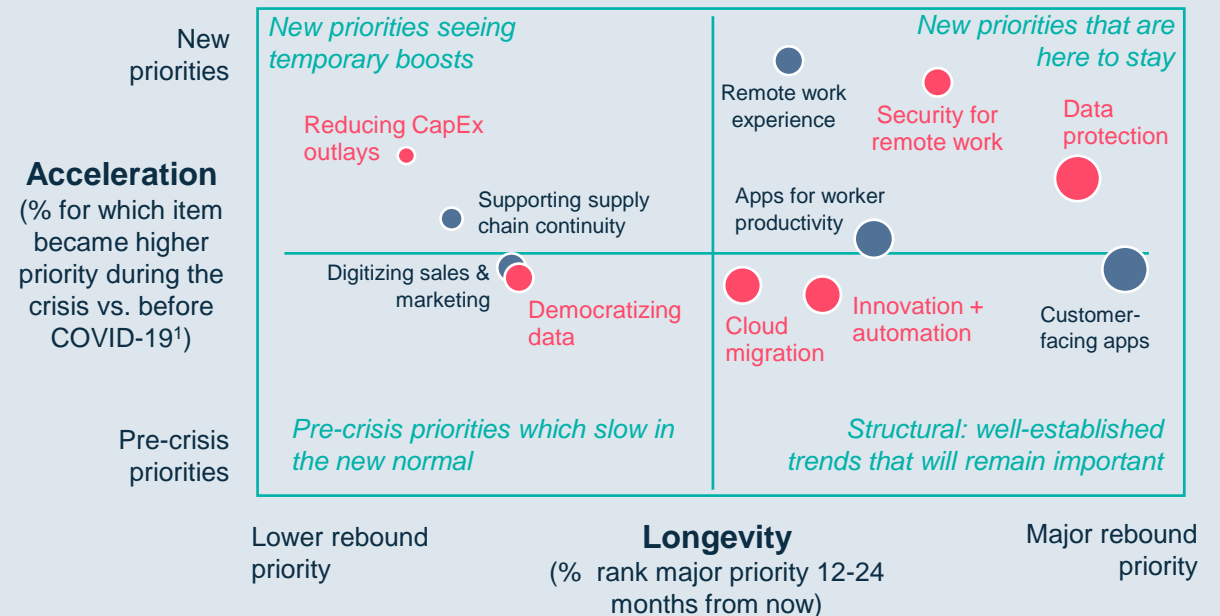 New
priorities
New priorities seeing
temporary boosts
New priorities that are
here to stay
Remote work
experience
Security for
remote work
Data
protection
Reducing CapEx
outlays
Acceleration
(% for which item
became higher
priority during the
crisis vs. before
COVID-19¹)
Supporting supply
chain continuity
Apps for worker
productivity
Digitizing sales &
marketing
Democratizing
data
Cloud
migration
Innovation +
automation
Customer-
facing apps
Pre-crisis
priorities
Pre-crisis priorities which slow in
the new normal
Structural: well-established
trends that will remain important
Lower rebound
priority
Longevity
(% rank major priority 12-24
months from now)
Major rebound
priority